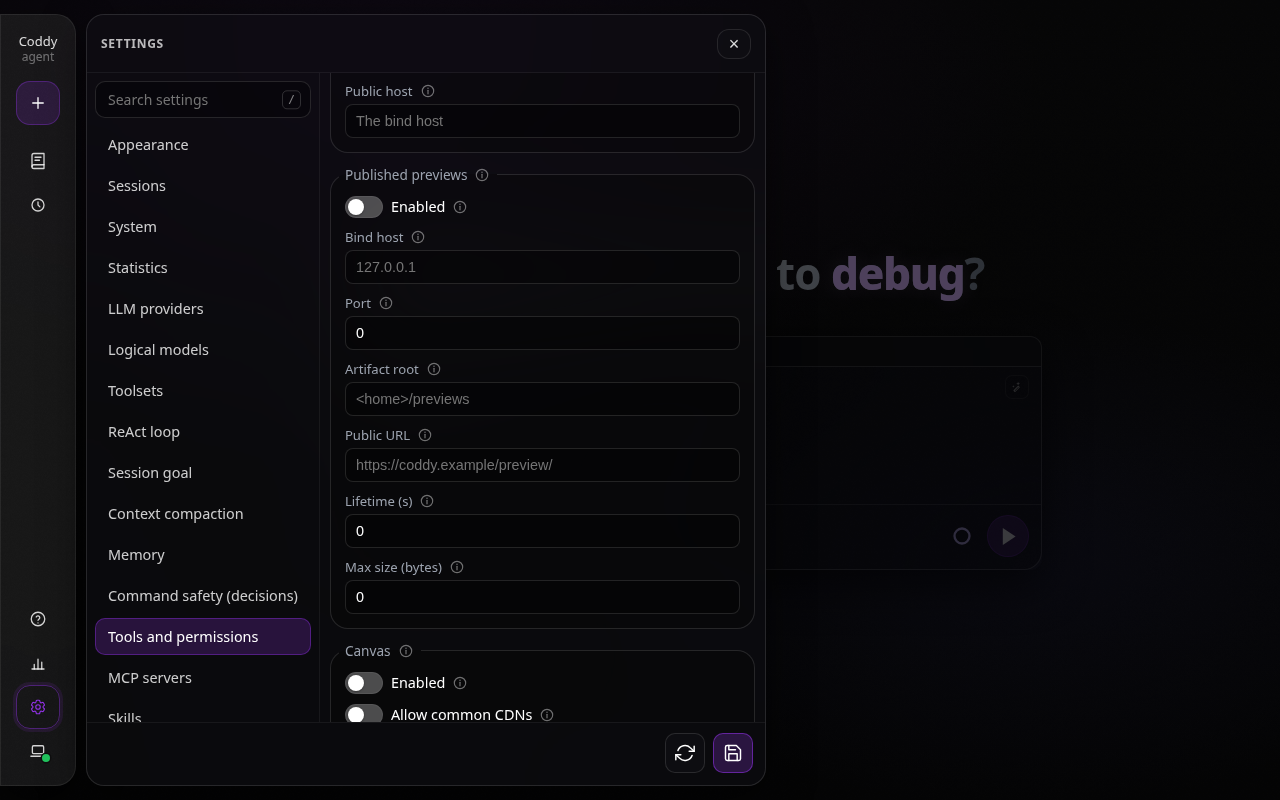 Coddy
agent
SETTINGS
Search settings
/
Appearance
Sessions
System
Statistics
LLM providers
Logical models
Toolsets
ReAct loop
Session goal
Context compaction
Memory
Command safety (decisions)
Tools and permissions
MCP servers
Skills
Public host
The bind host
Published previews
Enabled
Bind host
127.0.0.1
Port
0
Artifact root
<home>/previews
Public URL
https://coddy.example/preview/
Lifetime (s)
0
Max size (bytes)
0
Canvas
Enabled
Allow common CDNs
to debug?